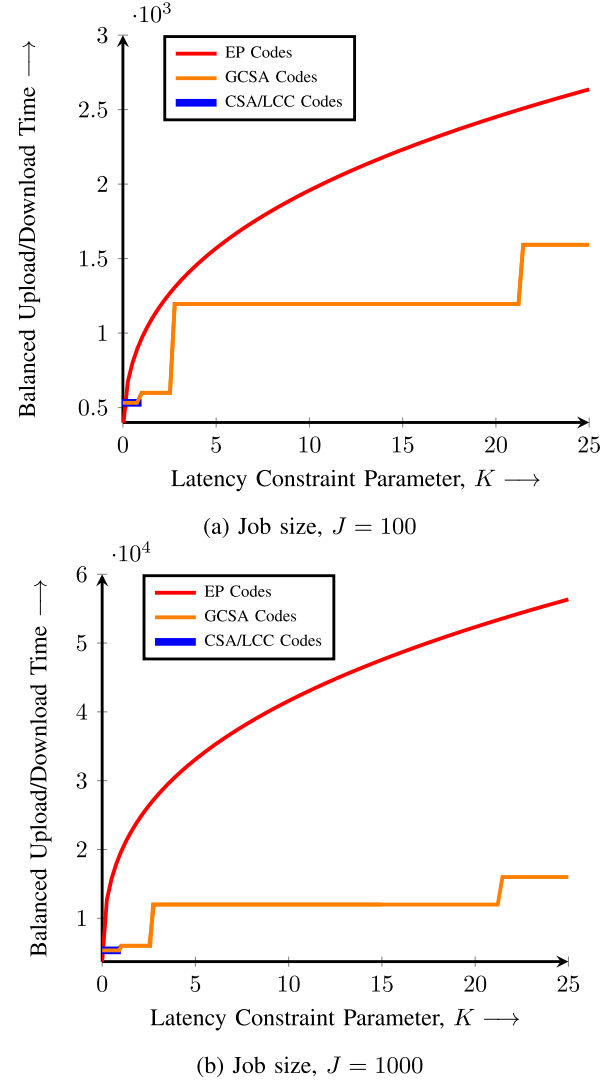 ·10³
3
2.5
2
1.5
1
0.5
Balanced Upload/Download Time ⟶
EP Codes
GCSA Codes
CSA/LCC Codes
0 5 10 15 20 25
Latency Constraint Parameter, K ⟶
(a) Job size, J = 100
·10⁴
6
5
4
3
2
1
Balanced Upload/Download Time ⟶
EP Codes
GCSA Codes
CSA/LCC Codes
0 5 10 15 20 25
Latency Constraint Parameter, K ⟶
(b) Job size, J = 1000